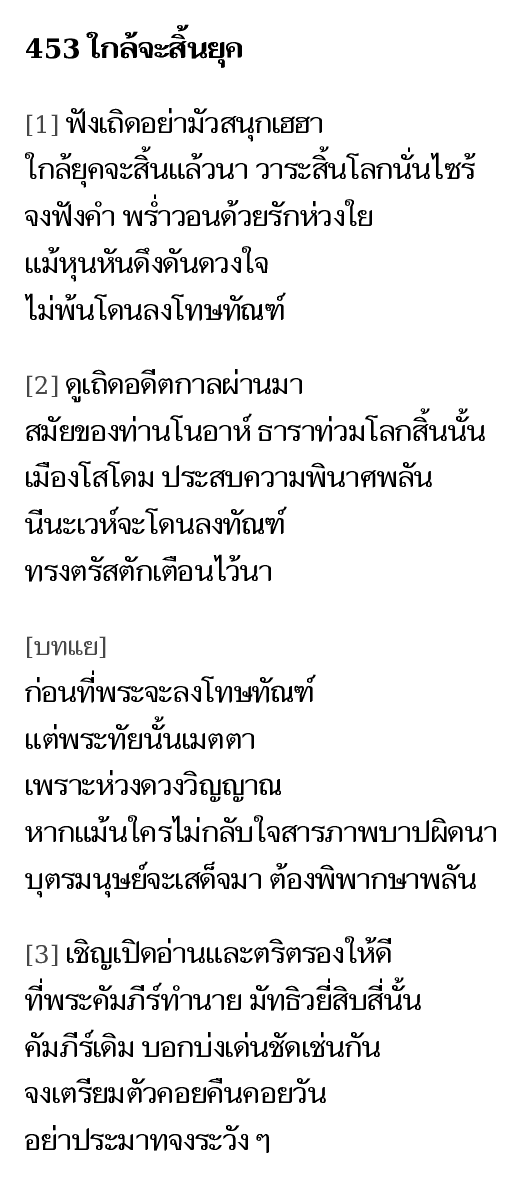 453 ใกล้จะสิ้นยุค
[1] ฟังเถิดอย่ามัวสนุกเฮฮา
ใกล้ยุคจะสิ้นแล้วนา วาระสิ้นโลกนั่นไซร้
จงฟังคำ พร่ำวอนด้วยรักห่วงใย
แม้หุนหันดึงดันดวงใจ
ไม่พ้นโดนลงโทษทัณฑ์
[2] ดูเถิดอดีตกาลผ่านมา
สมัยของท่านโนอาห์ ธาราท่วมโลกสิ้นนั้น
เมืองโสโดม ประสบความพินาศพลัน
นีนะเวห์จะโดนลงทัณฑ์
ทรงตรัสตักเตือนไว้นา
[บทแยก]
ก่อนที่พระจะลงโทษทัณฑ์
แต่พระทัยนั้นเมตตา
เพราะห่วงดวงวิญญาณ
หากแม้นใครไม่กลับใจสารภาพบาปผิดนา
บุตรมนุษย์จะเสด็จมา ต้องพิพากษาพลัน
[3] เชิญเปิดอ่านและตริตรองให้ดี
ที่พระคัมภีร์ทำนาย มัทธิวยี่สิบสี่นั้น
คัมภีร์เดิม บอกบ่งเด่นชัดเช่นกัน
จงเตรียมตัวคอยคืนคอยวัน
อย่าประมาทจงระวัง ๆ